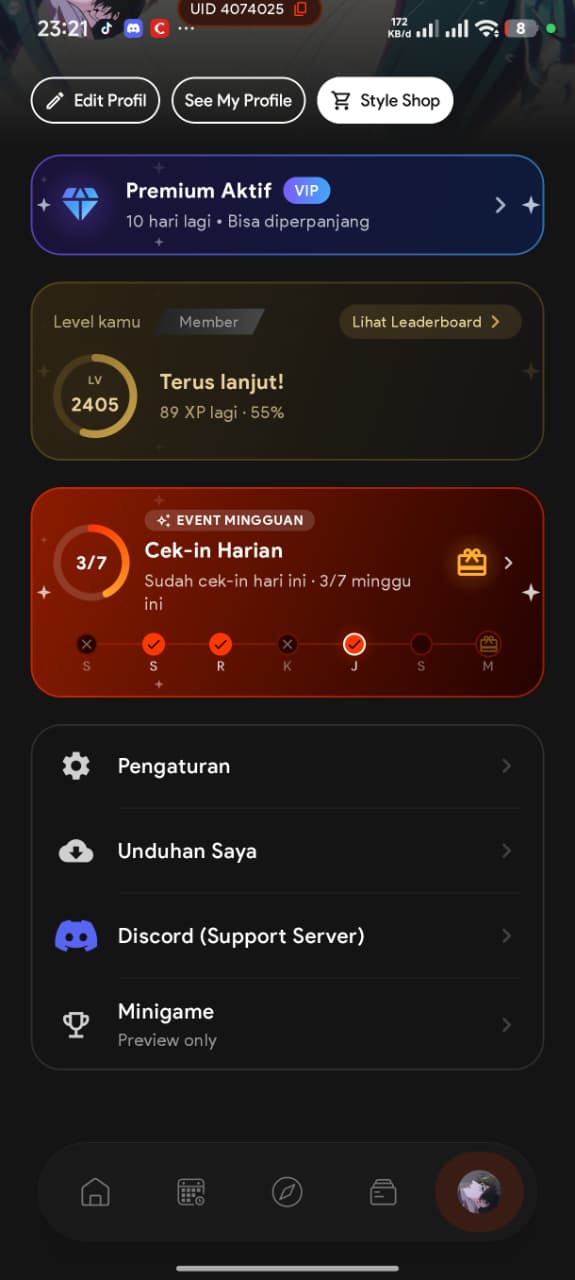 UID 4074025
23:21
172
KB/d
8
Edit Profil
See My Profile
Style Shop
Premium Aktif
VIP
10 hari lagi • Bisa diperpanjang
Level kamu
Member
Lihat Leaderboard
LV
2405
Terus lanjut!
89 XP lagi · 55%
EVENT MINGGUAN
3/7
Cek-in Harian
Sudah cek-in hari ini · 3/7 minggu
ini
S S R K J S M
Pengaturan
Unduhan Saya
Discord (Support Server)
Minigame
Preview only